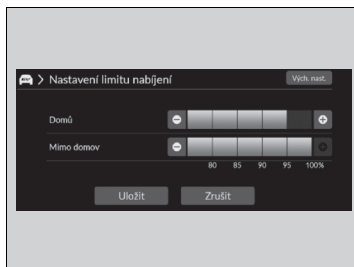 > Nastavení limitu nabíjení
Vých. nast.
Domů
Mimo domov
80 85 90 95 100%
Uložit Zrušit